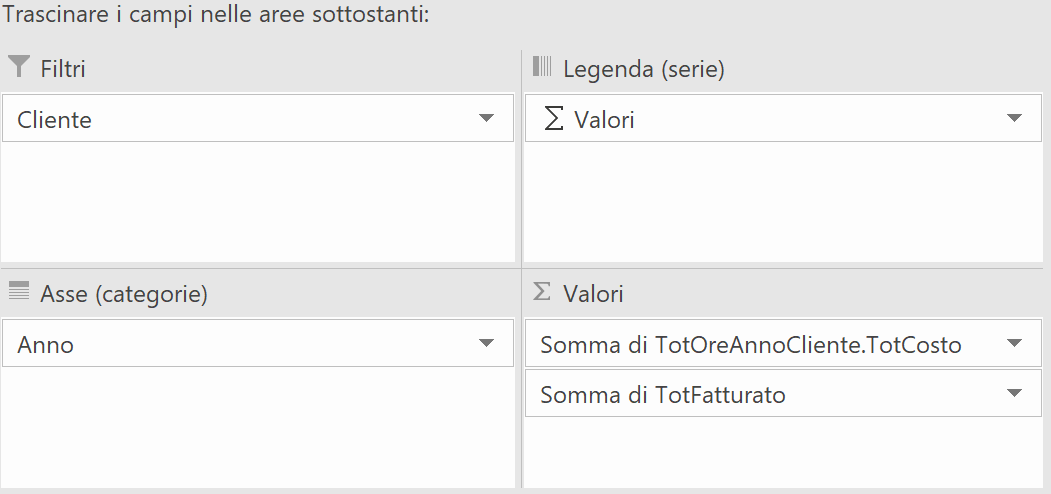 Trascinare i campi nelle aree sottostanti:
Filtri
Cliente
Legenda (serie)
Σ Valori
Asse (categorie)
Anno
Σ Valori
Somma di TotOreAnnoCliente.TotCosto
Somma di TotFatturato